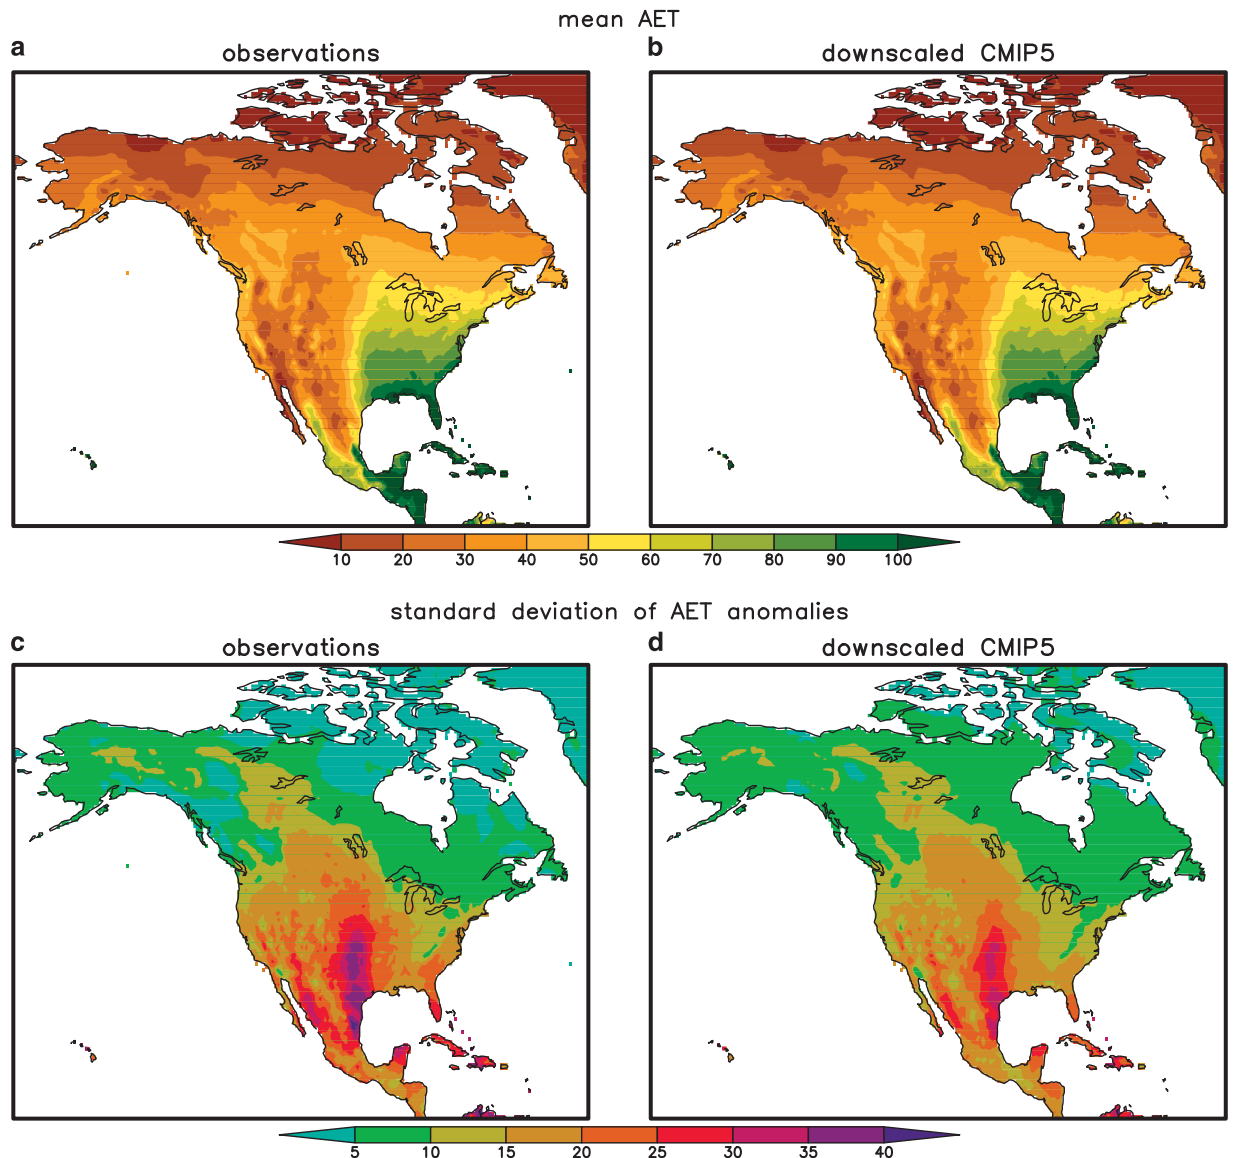 mean AET
a
observations
b
downscaled CMIP5
10 20 30 40 50 60 70 80 90 100
standard deviation of AET anomalies
c
observations
d
downscaled CMIP5
5 10 15 20 25 30 35 40